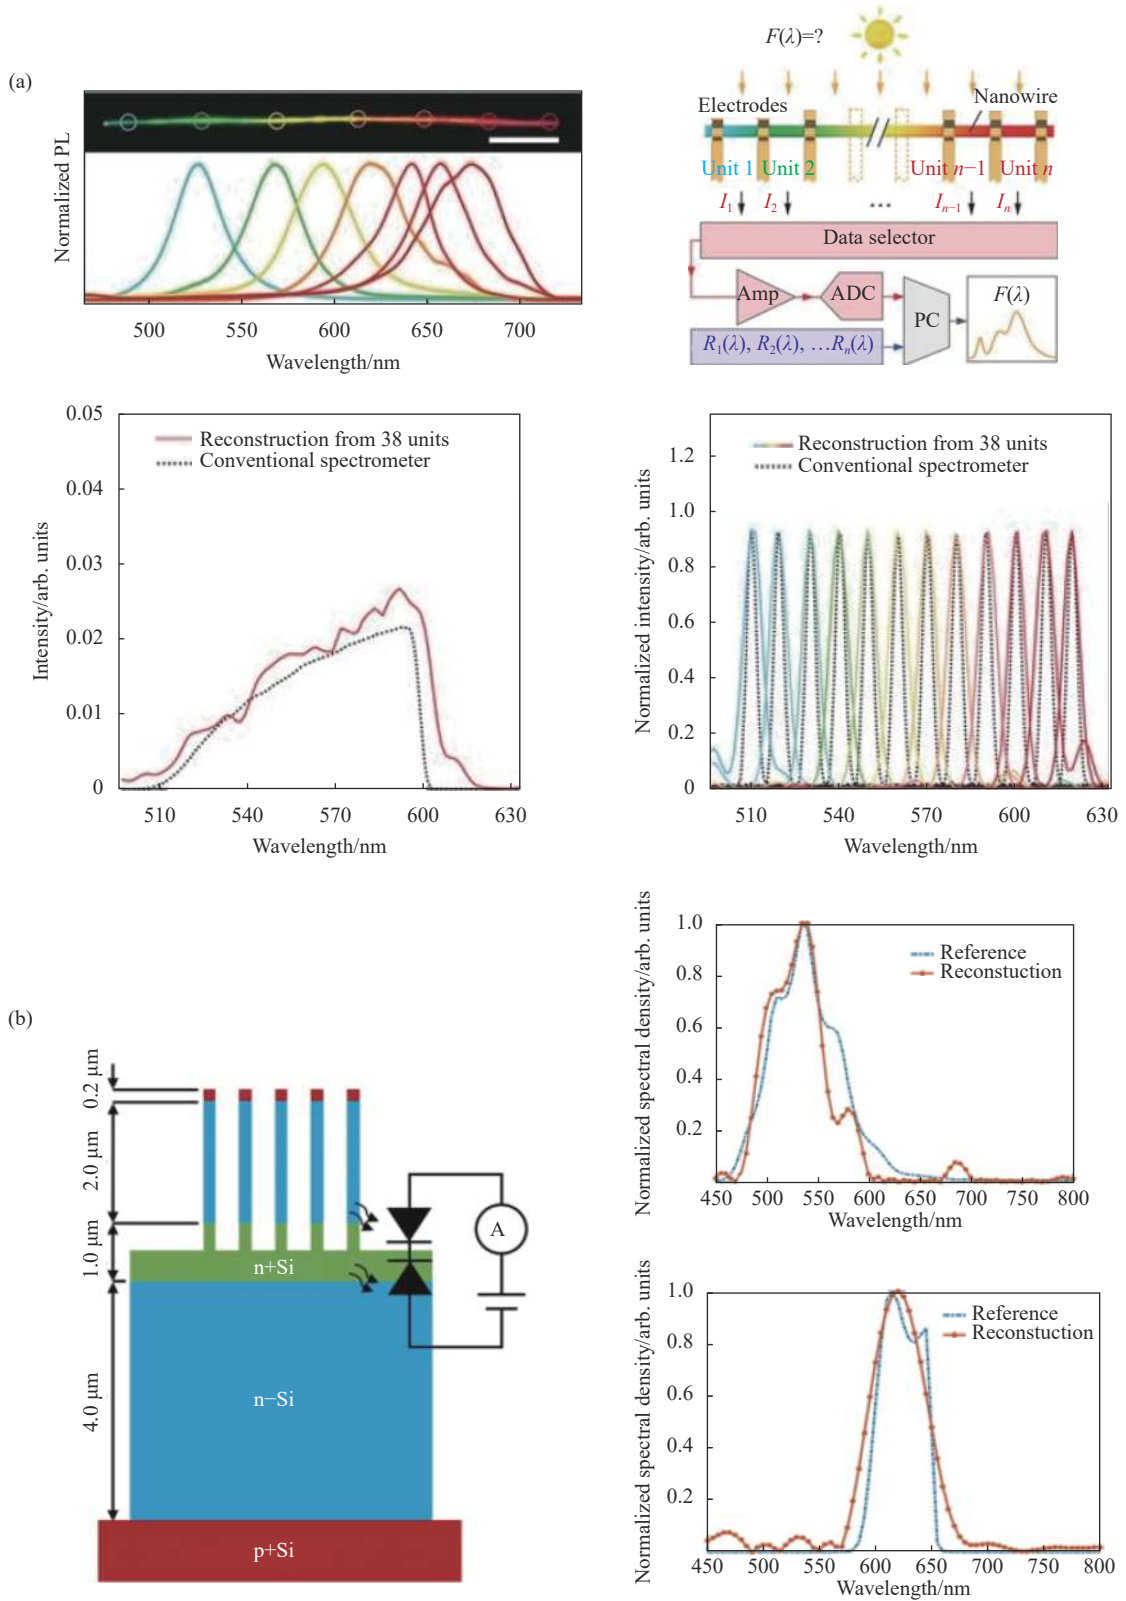 (a)
Normalized PL
500 550 600 650 700
Wavelength/nm
F(λ)=?
Electrodes
Nanowire
Unit 1 Unit 2 Unit n−1 Unit n
I1 I2 … In−1 In
Data selector
Amp
ADC
PC
F(λ)
R1(λ), R2(λ), …Rn(λ)
0.05
0.04
0.03
0.02
0.01
0
Intensity/arb. units
Reconstruction from 38 units
Conventional spectrometer
510 540 570 600 630
Wavelength/nm
1.2
1.0
0.8
0.6
0.4
0.2
0
Normalized intensity/arb. units
Reconstruction from 38 units
Conventional spectrometer
510 540 570 600 630
Wavelength/nm
(b)
0.2 μm
2.0 μm
1.0 μm
4.0 μm
A
n+Si
n−Si
p+Si
1.0
0.8
0.6
0.4
0.2
Normalized spectral density/arb. units
Reference
Reconstuction
450 500 550 600 650 700 750 800
Wavelength/nm
1.0
0.8
0.6
0.4
0.2
Normalized spectral density/arb. units
Reference
Reconstuction
450 500 550 600 650 700 750 800
Wavelength/nm